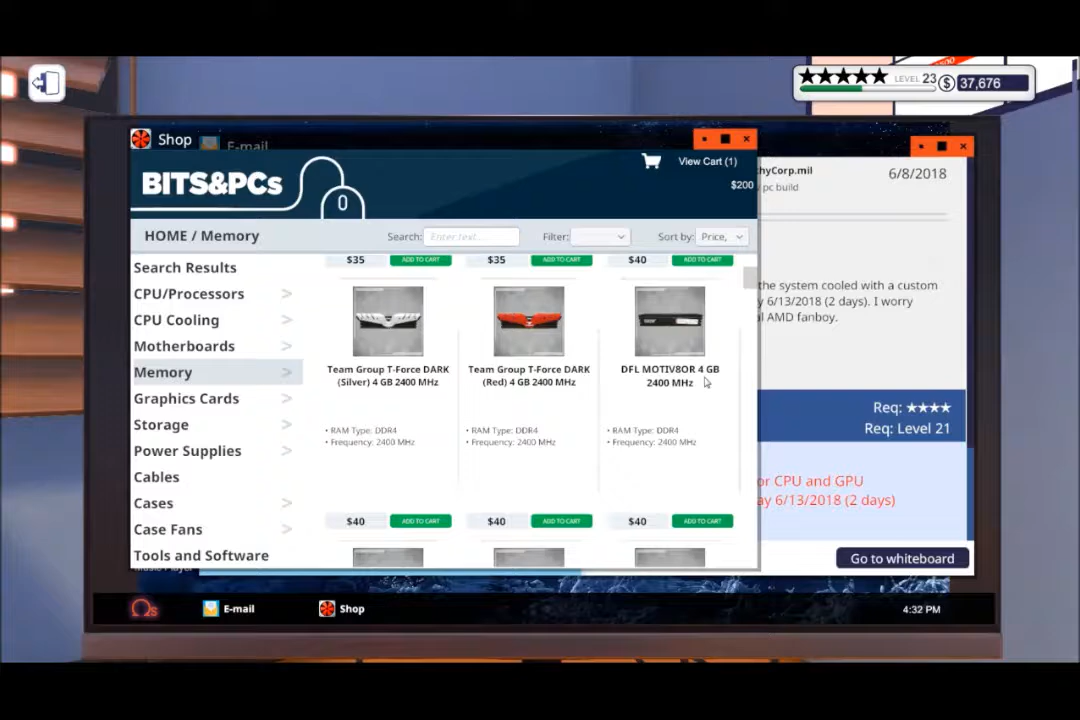 LEVEL 23 $ 37,676
Shop
E-mail
BITS&PCs
0
View Cart (1)
$200
HOME / Memory
Search: Enter text...
Filter:
Sort by: Price,
Search Results
CPU/Processors >
CPU Cooling >
Motherboards >
Memory >
Graphics Cards >
Storage >
Power Supplies >
Cables
Cases >
Case Fans >
Tools and Software
$35 ADD TO CART
$35 ADD TO CART
$40 ADD TO CART
Team Group T-Force DARK
(Silver) 4 GB 2400 MHz
• RAM Type: DDR4
• Frequency: 2400 MHz
$40 ADD TO CART
Team Group T-Force DARK
(Red) 4 GB 2400 MHz
• RAM Type: DDR4
• Frequency: 2400 MHz
$40 ADD TO CART
DFL MOTIV8OR 4 GB
2400 MHz
• RAM Type: DDR4
• Frequency: 2400 MHz
$40 ADD TO CART
thyCorp.mil
6/8/2018
pc build
the system cooled with a custom
y 6/13/2018 (2 days). I worry
al AMD fanboy.
Req: ★★★★
Req: Level 21
or CPU and GPU
ay 6/13/2018 (2 days)
Go to whiteboard
Music Player
E-mail
Shop
4:32 PM